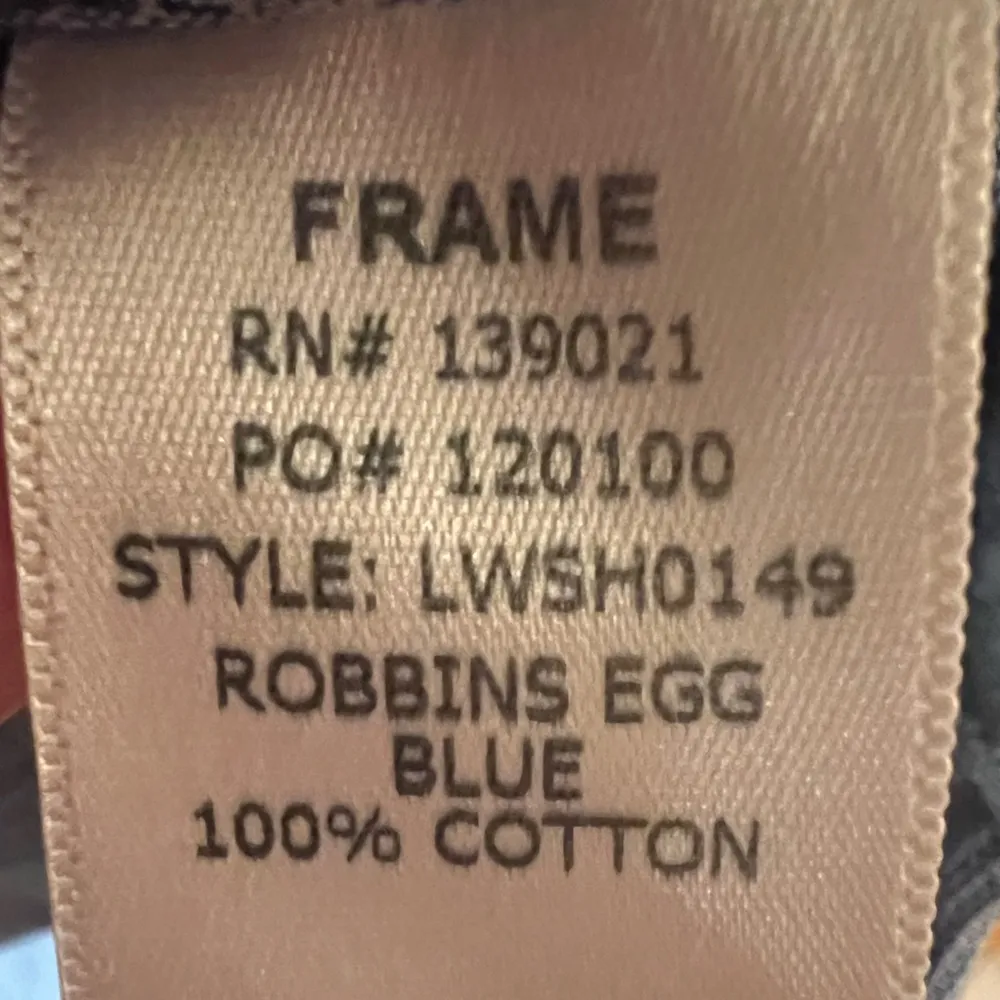 FRAME
RN# 139021
PO# 120100
STYLE: LWSH0149
ROBBINS EGG
BLUE
100% COTTON